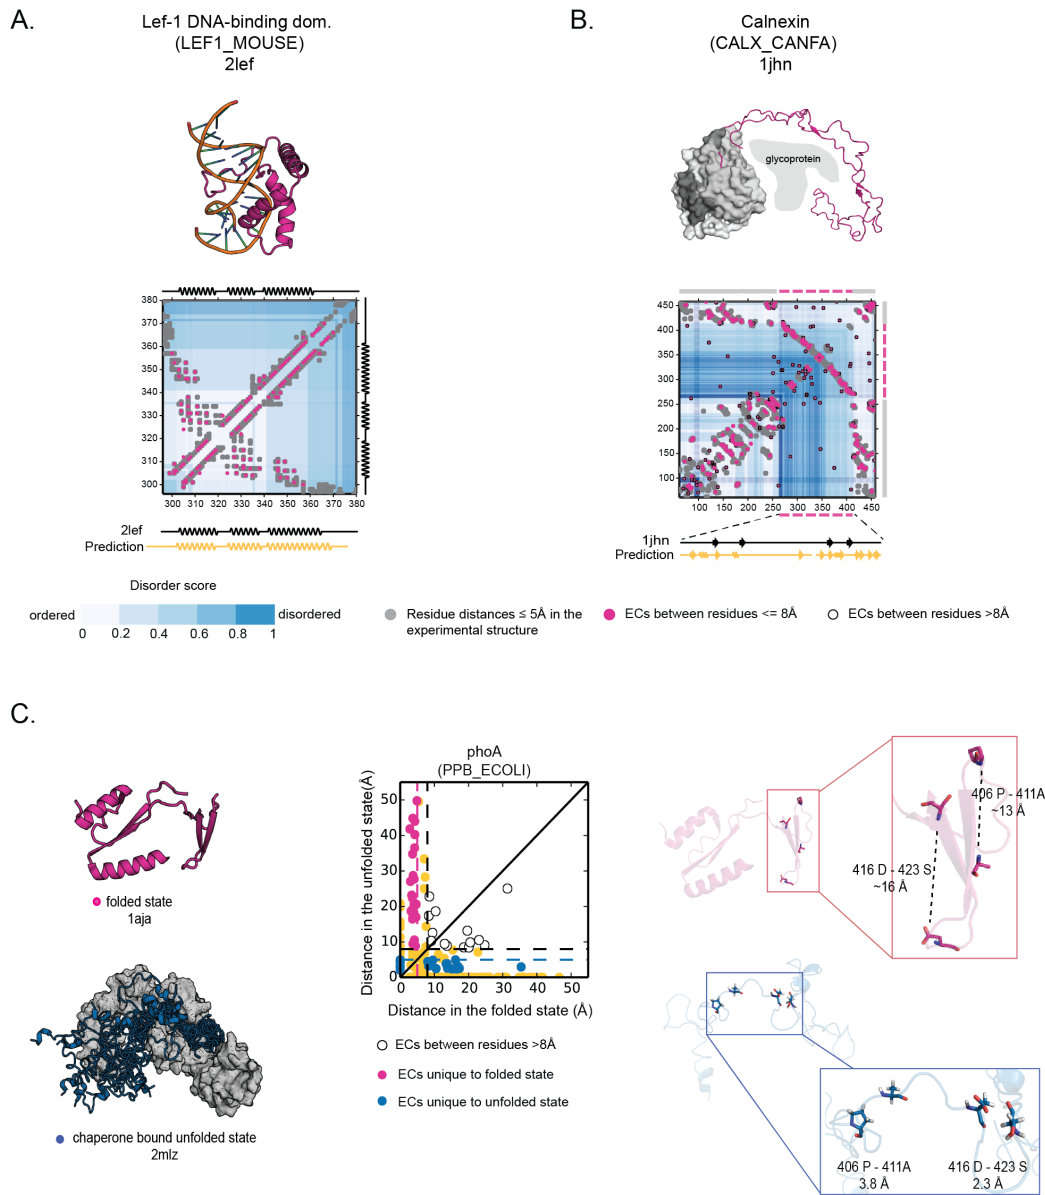 A.
Lef-1 DNA-binding dom.
(LEF1_MOUSE)
2lef
B.
Calnexin
(CALX_CANFA)
1jhn
glycoprotein
380
370
360
350
340
330
320
310
300
300 310 320 330 340 350 360 370 380
2lef
Prediction
450
400
350
300
250
200
150
100
100 150 200 250 300 350 400 450
1jhn
Prediction
Disorder score
ordered
disordered
0 0.2 0.4 0.6 0.8 1
Residue distances ≤ 5Å in the
experimental structure
ECs between residues <= 8Å
ECs between residues >8Å
C.
folded state
1aja
chaperone bound unfolded state
2mlz
phoA
(PPB_ECOLI)
Distance in the unfolded state(Å)
50
40
30
20
10
0
0 10 20 30 40 50
Distance in the folded state (Å)
ECs between residues >8Å
ECs unique to folded state
ECs unique to unfolded state
406 P - 411A
~13 Å
416 D - 423 S
~16 Å
406 P - 411A
3.8 Å
416 D - 423 S
2.3 Å